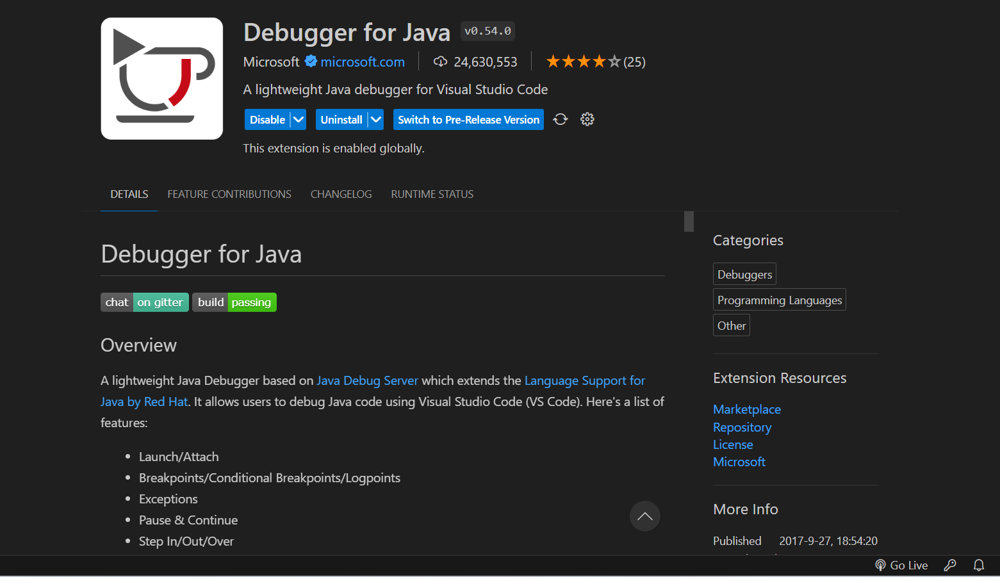 Debugger for Java v0.54.0
Microsoft microsoft.com 24,630,553 (25)
A lightweight Java debugger for Visual Studio Code
Disable Uninstall Switch to Pre-Release Version
This extension is enabled globally.
DETAILS FEATURE CONTRIBUTIONS CHANGELOG RUNTIME STATUS
Debugger for Java
chat on gitter build passing
Overview
A lightweight Java Debugger based on Java Debug Server which extends the Language Support for
Java by Red Hat. It allows users to debug Java code using Visual Studio Code (VS Code). Here's a list of
features:
• Launch/Attach
• Breakpoints/Conditional Breakpoints/Logpoints
• Exceptions
• Pause & Continue
• Step In/Out/Over
Categories
Debuggers
Programming Languages
Other
Extension Resources
Marketplace
Repository
License
Microsoft
More Info
Published 2017-9-27, 18:54:20
Go Live